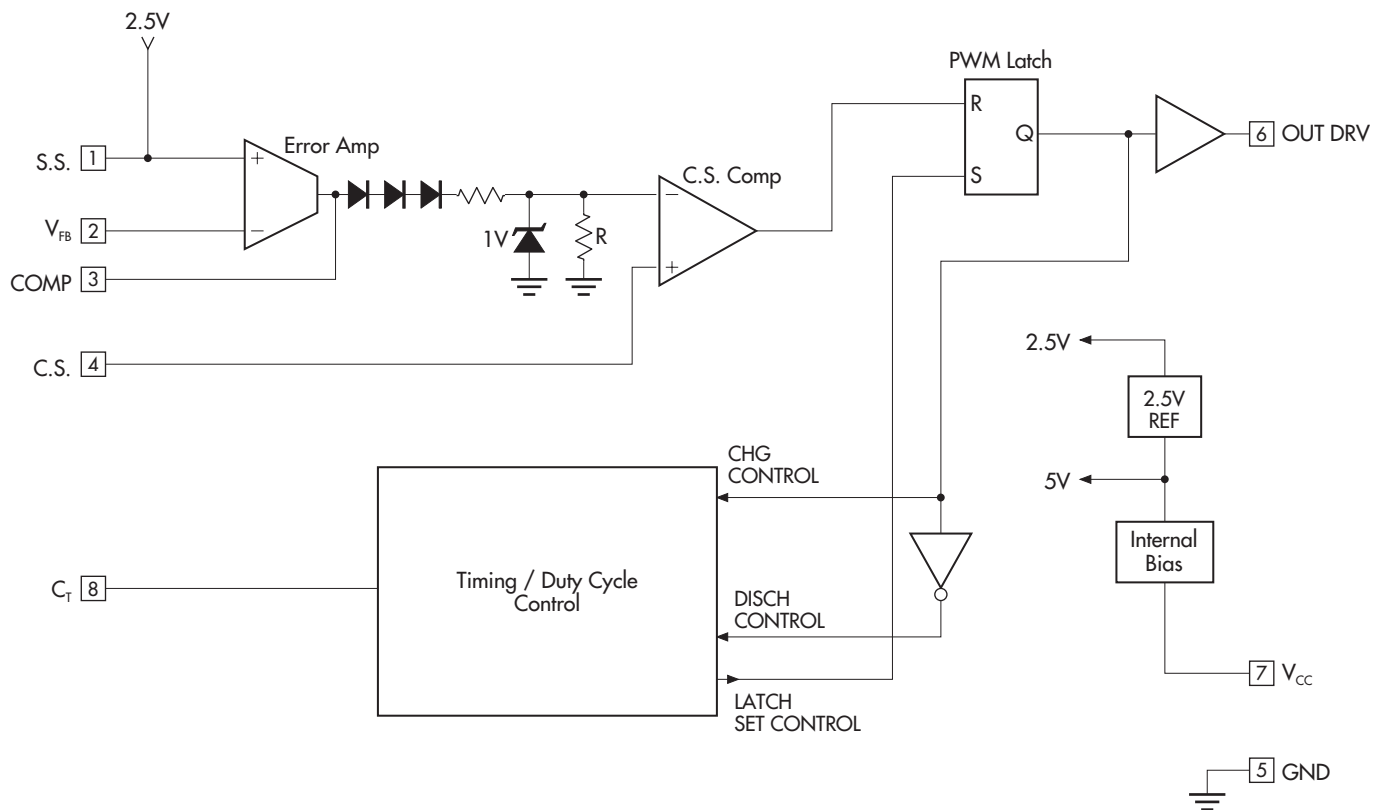 2.5V
PWM Latch
R
Q
S
6 OUT DRV
Error Amp
S.S. 1
+
C.S. Comp
V_FB 2
−
−
1V
R
+
COMP 3
C.S. 4
2.5V
2.5V
REF
5V
Internal
Bias
CHG
CONTROL
C_T 8
Timing / Duty Cycle
Control
DISCH
CONTROL
7 V_CC
LATCH
SET CONTROL
5 GND